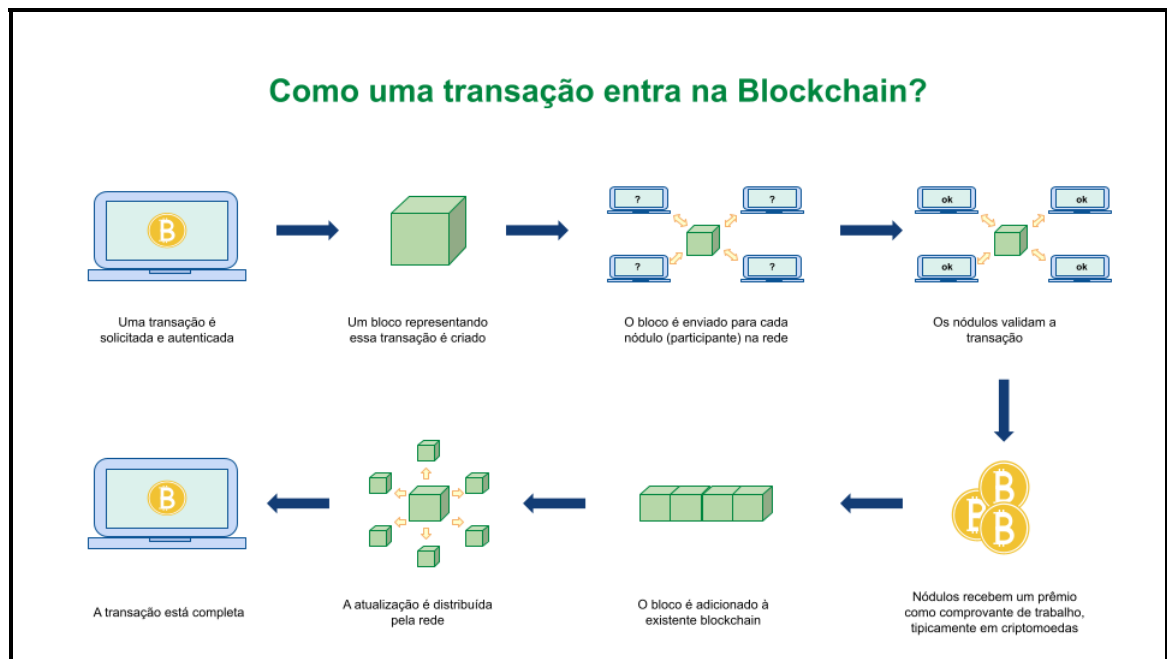 Como uma transação entra na Blockchain?
B
?
?
?
?
ok
ok
ok
ok
Uma transação é
solicitada e autenticada
Um bloco representando
essa transação é criado
O bloco é enviado para cada
nódulo (participante) na rede
Os nódulos validam a
transação
B
B
B
B
A transação está completa
A atualização é distribuída
pela rede
O bloco é adicionado à
existente blockchain
Nódulos recebem um prêmio
como comprovante de trabalho,
tipicamente em criptomoedas